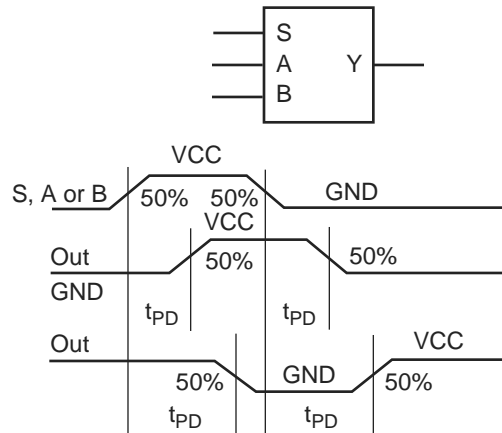 S
A Y
B
VCC
S, A or B 50% 50% GND
VCC
Out 50% 50%
GND
tPD tPD
Out VCC
50% GND 50%
tPD tPD